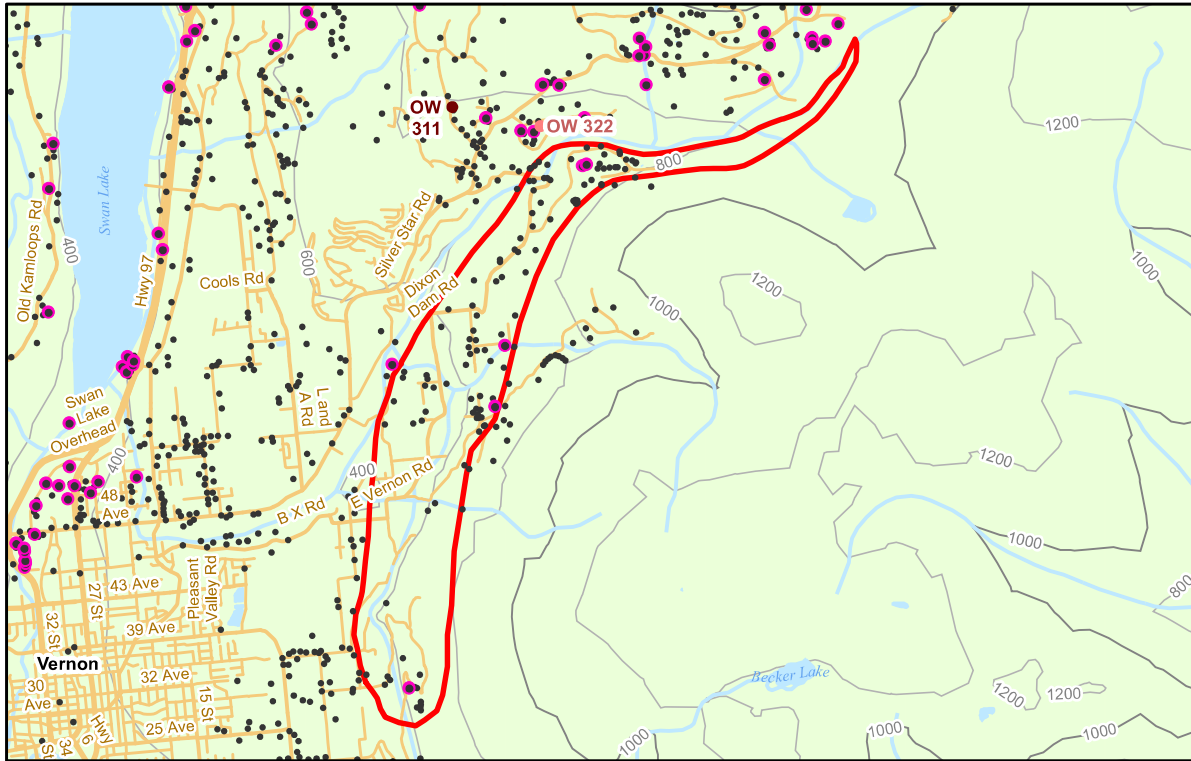 OW
311
OW 322
1200
800
Swan Lake
Old Kamloops Rd
400
Silver Star Rd
600
Hwy 97
Cools Rd
Dixon
Dam Rd
1000
1200
1000
Swan
Lake
Overhead
L and
A Rd
400
400
E Vernon Rd
1200
48
Ave
B X Rd
1000
43 Ave
Pleasant
Valley Rd
27 St
32 St
39 Ave
800
Vernon
32 Ave
Becker Lake
30
Ave
15 St
1200
1200
25 Ave
Hwy
6
34
St
1000
1000
1000